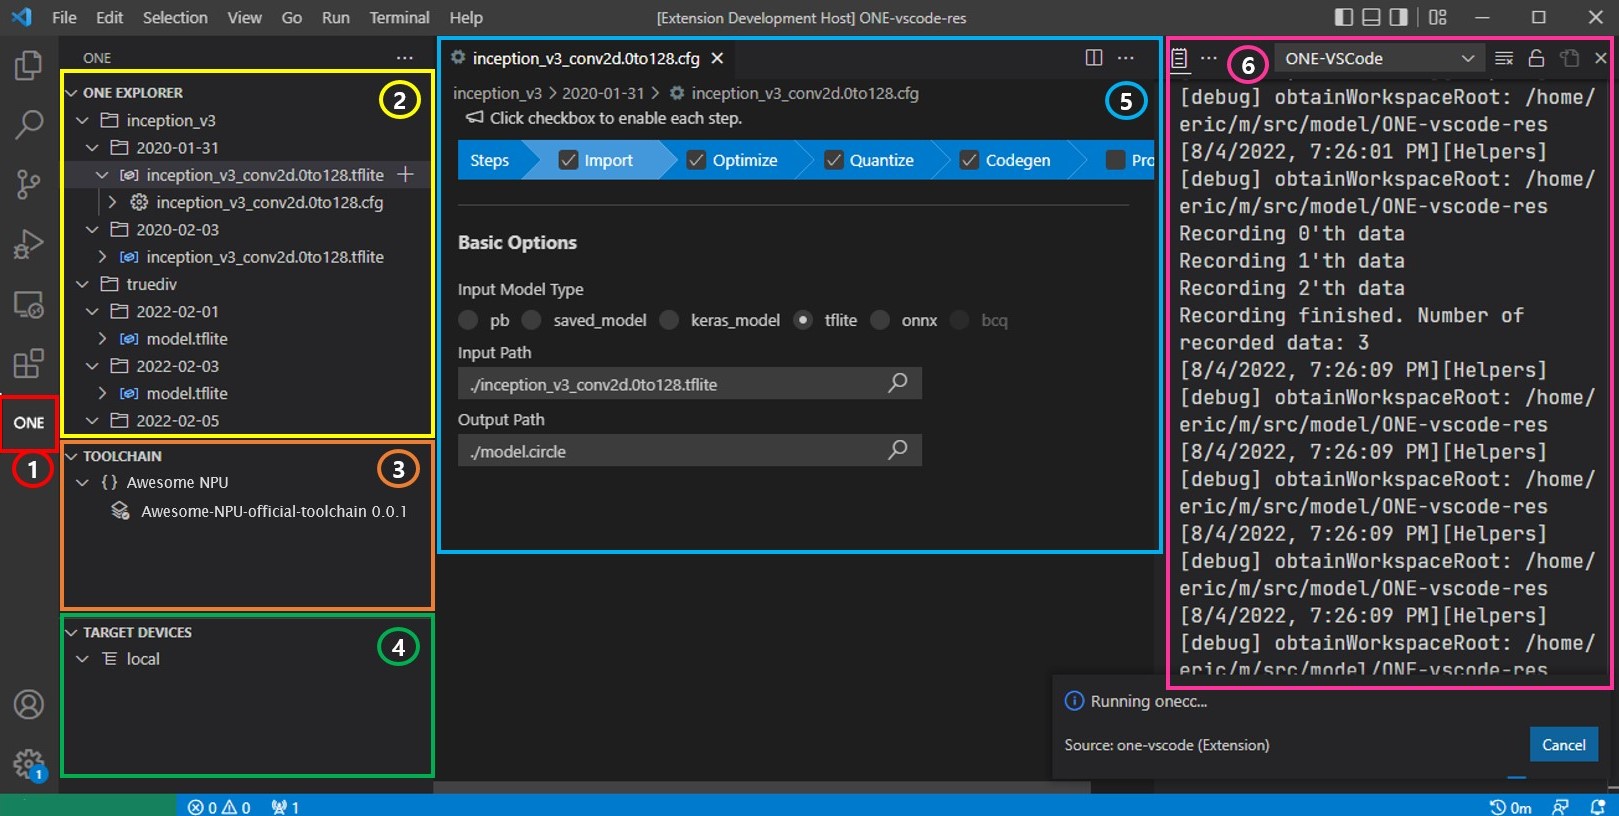 File Edit Selection View Go Run Terminal Help
[Extension Development Host] ONE-vscode-res
ONE
ONE EXPLORER
2
inception_v3
2020-01-31
inception_v3_conv2d.0to128.tflite
inception_v3_conv2d.0to128.cfg
2020-02-03
inception_v3_conv2d.0to128.tflite
truediv
2022-02-01
model.tflite
2022-02-03
model.tflite
2022-02-05
ONE
1
TOOLCHAIN
3
{} Awesome NPU
Awesome-NPU-official-toolchain 0.0.1
TARGET DEVICES
4
local
inception_v3_conv2d.0to128.cfg
inception_v3 > 2020-01-31 > inception_v3_conv2d.0to128.cfg
5
Click checkbox to enable each step.
Steps Import Optimize Quantize Codegen Pro
Basic Options
Input Model Type
pb saved_model keras_model tflite onnx bcq
Input Path
./inception_v3_conv2d.0to128.tflite
Output Path
./model.circle
6
ONE-VSCode
[debug] obtainWorkspaceRoot: /home/
eric/m/src/model/ONE-vscode-res
[8/4/2022, 7:26:01 PM][Helpers]
[debug] obtainWorkspaceRoot: /home/
eric/m/src/model/ONE-vscode-res
Recording 0'th data
Recording 1'th data
Recording 2'th data
Recording finished. Number of
recorded data: 3
[8/4/2022, 7:26:09 PM][Helpers]
[debug] obtainWorkspaceRoot: /home/
eric/m/src/model/ONE-vscode-res
[8/4/2022, 7:26:09 PM][Helpers]
[debug] obtainWorkspaceRoot: /home/
eric/m/src/model/ONE-vscode-res
[8/4/2022, 7:26:09 PM][Helpers]
[debug] obtainWorkspaceRoot: /home/
eric/m/src/model/ONE-vscode-res
[8/4/2022, 7:26:09 PM][Helpers]
[debug] obtainWorkspaceRoot: /home/
eric/m/src/model/ONE-vscode-res
Running onecc...
Source: one-vscode (Extension)
Cancel
1
0 0 1
0m